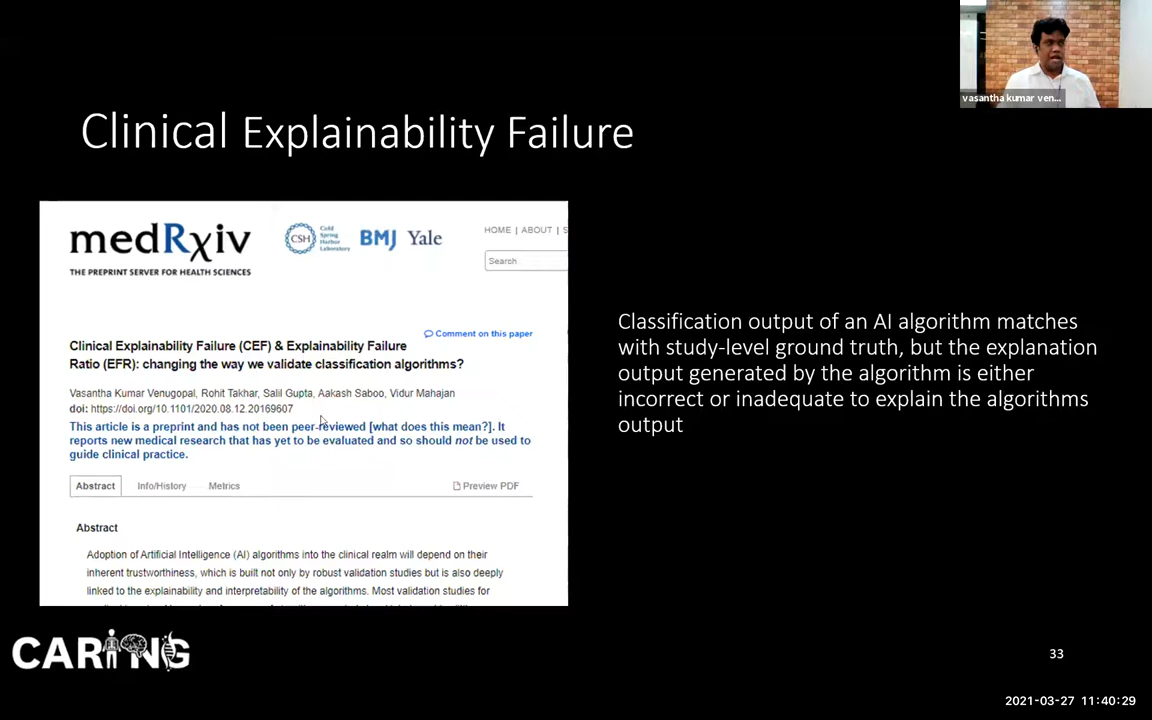 vasantha kumar ven...
Clinical Explainability Failure
medRxiv
THE PREPRINT SERVER FOR HEALTH SCIENCES
CSH
Cold
Spring
Harbor
Laboratory
BMJ Yale
HOME | ABOUT | S
Search
Comment on this paper
Clinical Explainability Failure (CEF) & Explainability Failure
Ratio (EFR): changing the way we validate classification algorithms?
Vasantha Kumar Venugopal, Rohit Takhar, Salil Gupta, Aakash Saboo, Vidur Mahajan
doi: https://doi.org/10.1101/2020.08.12.20169607
This article is a preprint and has not been peer-reviewed [what does this mean?]. It
reports new medical research that has yet to be evaluated and so should not be used to
guide clinical practice.
Abstract Info/History Metrics Preview PDF
Abstract
Adoption of Artificial Intelligence (AI) algorithms into the clinical realm will depend on their
inherent trustworthiness, which is built not only by robust validation studies but is also deeply
linked to the explainability and interpretability of the algorithms. Most validation studies for
Classification output of an AI algorithm matches
with study-level ground truth, but the explanation
output generated by the algorithm is either
incorrect or inadequate to explain the algorithms
output
CARING
33
2021-03-27 11:40:29